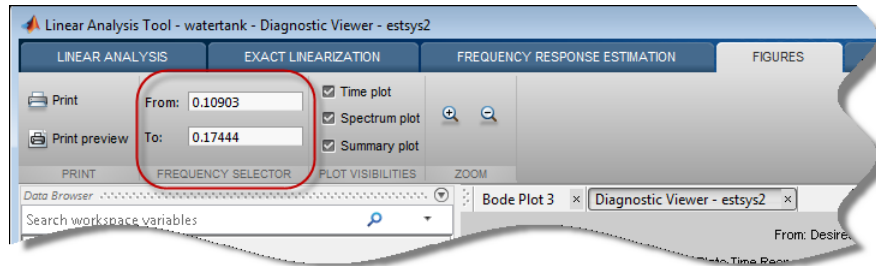 Linear Analysis Tool - watertank - Diagnostic Viewer - estsys2
LINEAR ANALYSIS EXACT LINEARIZATION FREQUENCY RESPONSE ESTIMATION FIGURES
Print From: 0.10903 Time plot
Spectrum plot
Print preview To: 0.17444 Summary plot
PRINT FREQUENCY SELECTOR PLOT VISIBILITIES ZOOM
Data Browser
Bode Plot 3 × Diagnostic Viewer - estsys2 ×
Search workspace variables
From: